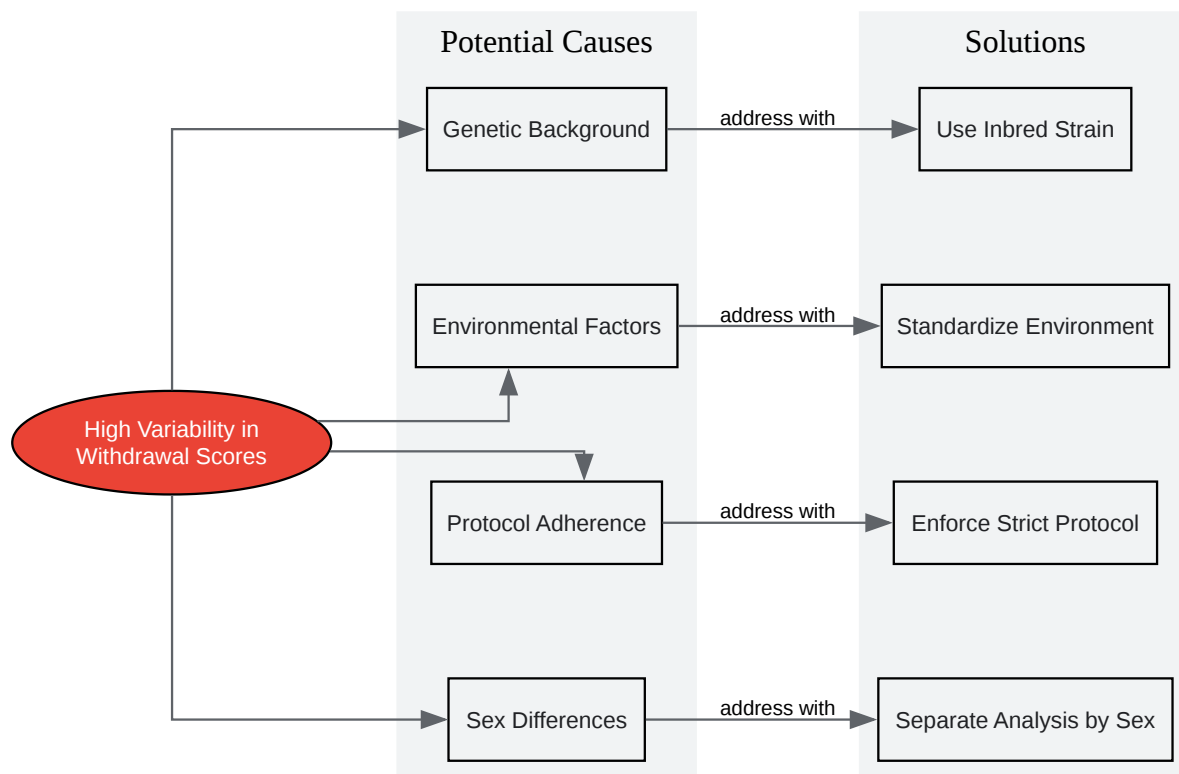 Potential Causes
Solutions
Genetic Background
address with
Use Inbred Strain
Environmental Factors
address with
Standardize Environment
High Variability in
Withdrawal Scores
Protocol Adherence
address with
Enforce Strict Protocol
Sex Differences
address with
Separate Analysis by Sex